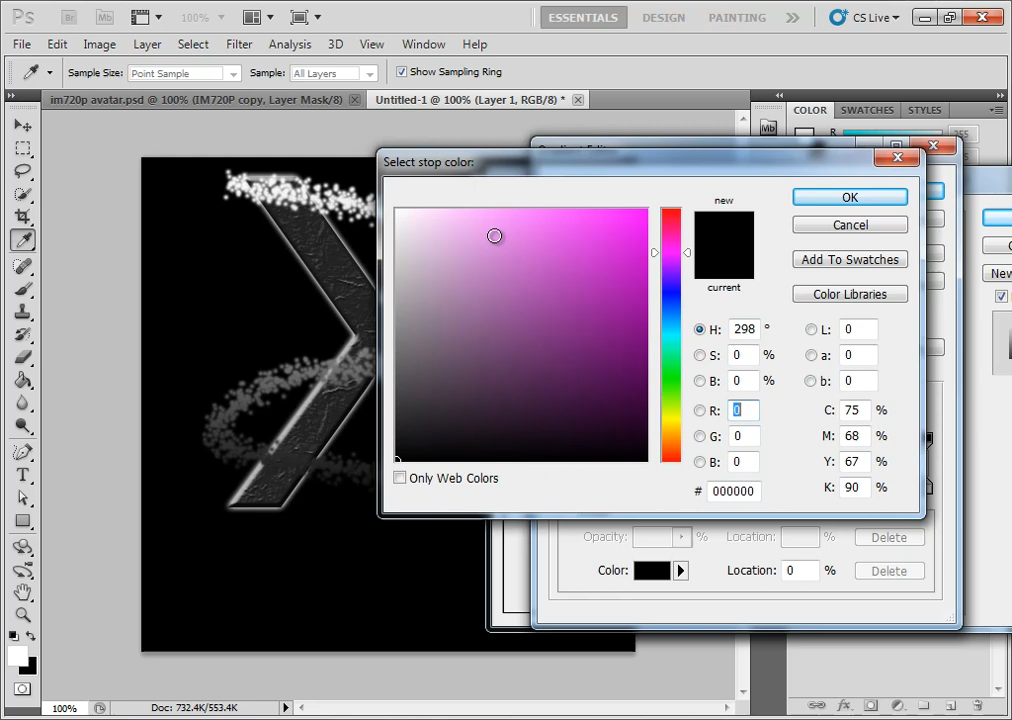 Ps Br Mb 100% ESSENTIALS DESIGN PAINTING CS Live
File Edit Image Layer Select Filter Analysis 3D View Window Help
Sample Size: Point Sample Sample: All Layers Show Sampling Ring
im720p avatar.psd @ 100% (IM720P copy, Layer Mask/8) Untitled-1 @ 100% (Layer 1, RGB/8) *
COLOR SWATCHES STYLES
Mb R 255
Select stop color:
new
OK
Cancel
current
Add To Swatches
Color Libraries
New
H: 298 ° L: 0
S: 0 % a: 0
B: 0 % b: 0
R: 0 C: 75 %
G: 0 M: 68 %
B: 0 Y: 67 %
# 000000 K: 90 %
Only Web Colors
Opacity: % Location: % Delete
Color: Location: 0 % Delete
T
100% Doc: 732.4K/553.4K
fx